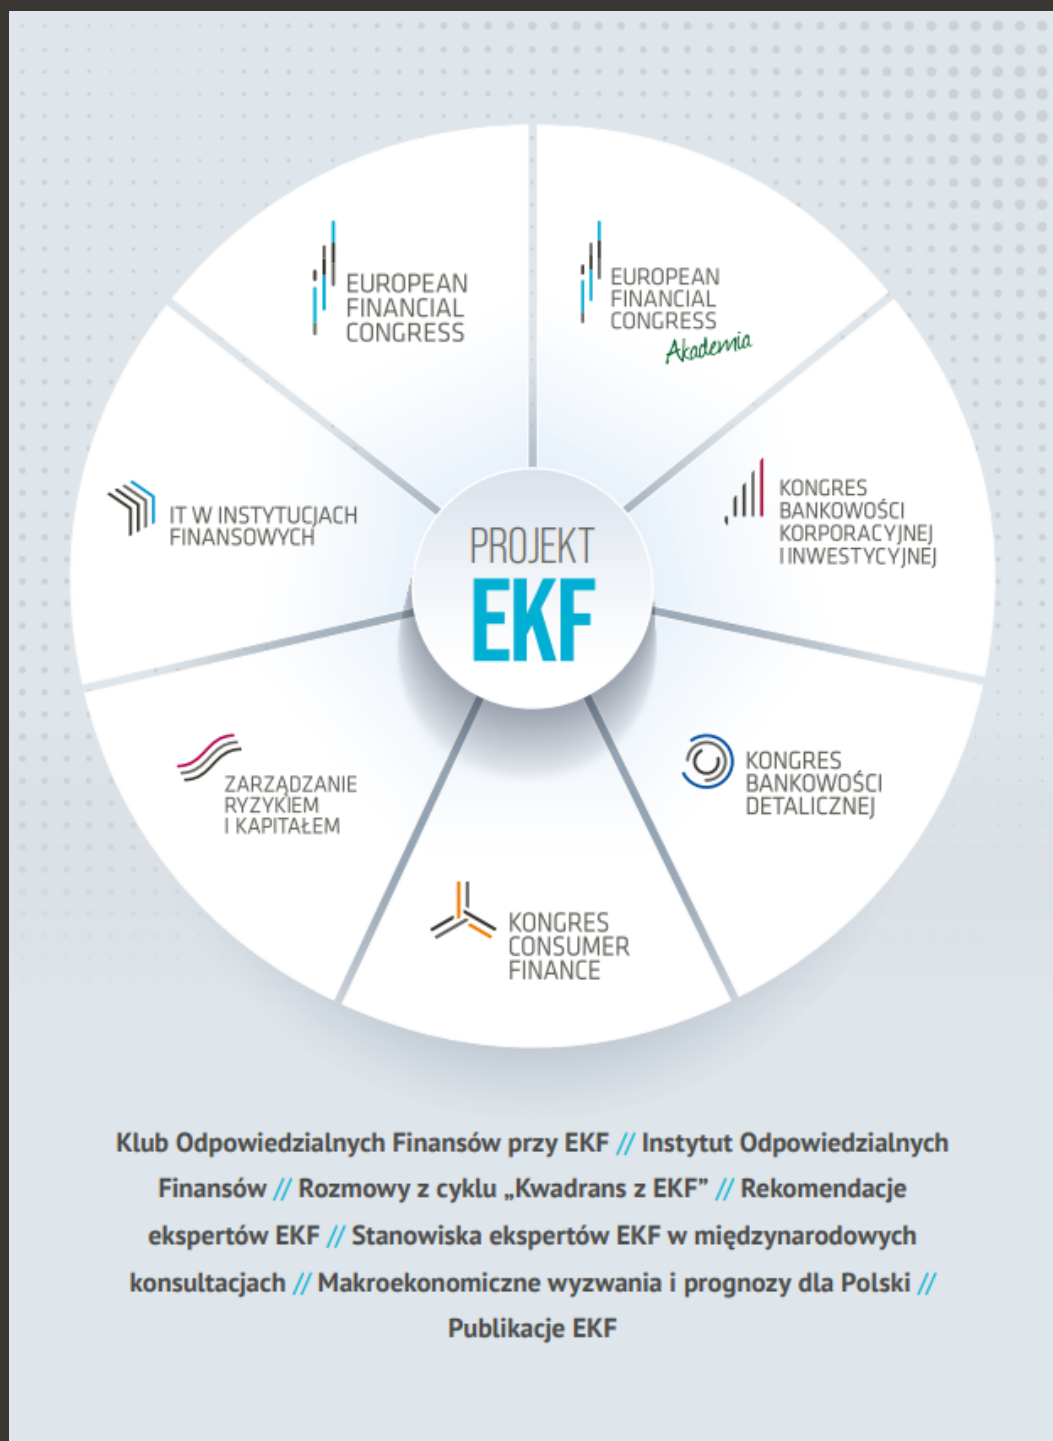 EUROPEAN
FINANCIAL
CONGRESS
EUROPEAN
FINANCIAL
CONGRESS
Akademia
IT W INSTYTUCJACH
FINANSOWYCH
KONGRES
BANKOWOŚCI
KORPORACYJNEJ
I INWESTYCYJNEJ
PROJEKT
EKF
ZARZĄDZANIE
RYZYKIEM
I KAPITAŁEM
KONGRES
BANKOWOŚCI
DETALICZNEJ
KONGRES
CONSUMER
FINANCE
Klub Odpowiedzialnych Finansów przy EKF // Instytut Odpowiedzialnych
Finansów // Rozmowy z cyklu „Kwadrans z EKF” // Rekomendacje
ekspertów EKF // Stanowiska ekspertów EKF w międzynarodowych
konsultacjach // Makroekonomiczne wyzwania i prognozy dla Polski //
Publikacje EKF